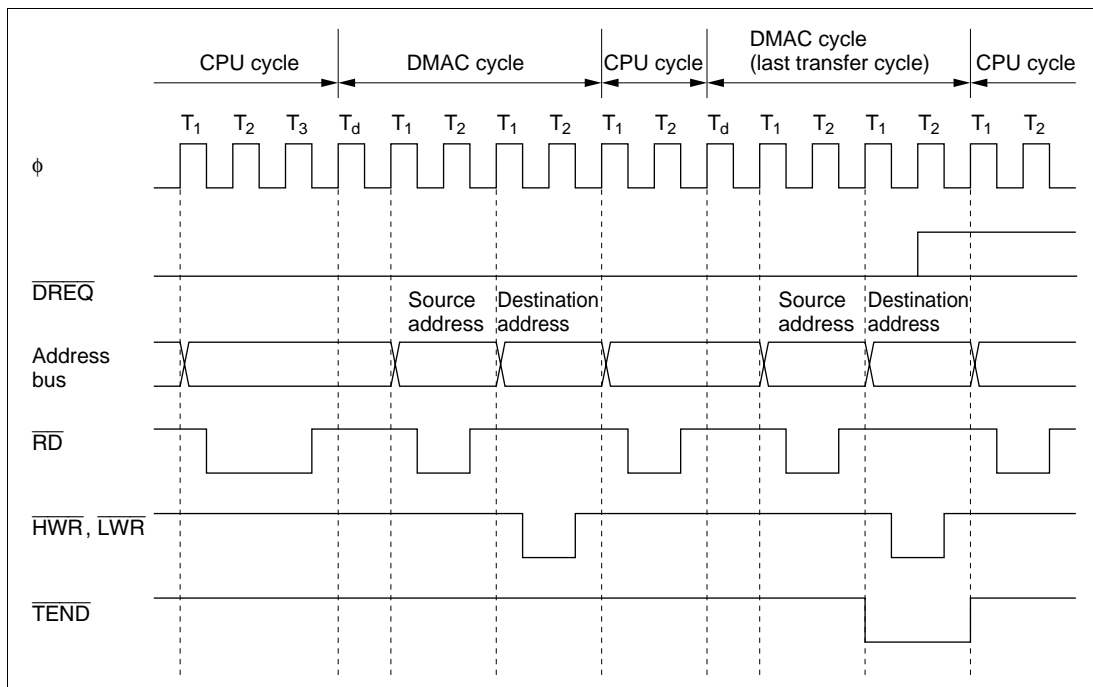 DMAC cycle
CPU cycle DMAC cycle CPU cycle (last transfer cycle) CPU cycle
T1 T2 T3 Td T1 T2 T1 T2 T1 T2 Td T1 T2 T1 T2 T1 T2
φ
DREQ
Source Destination Source Destination
address address address address
Address
bus
RD
HWR, LWR
TEND